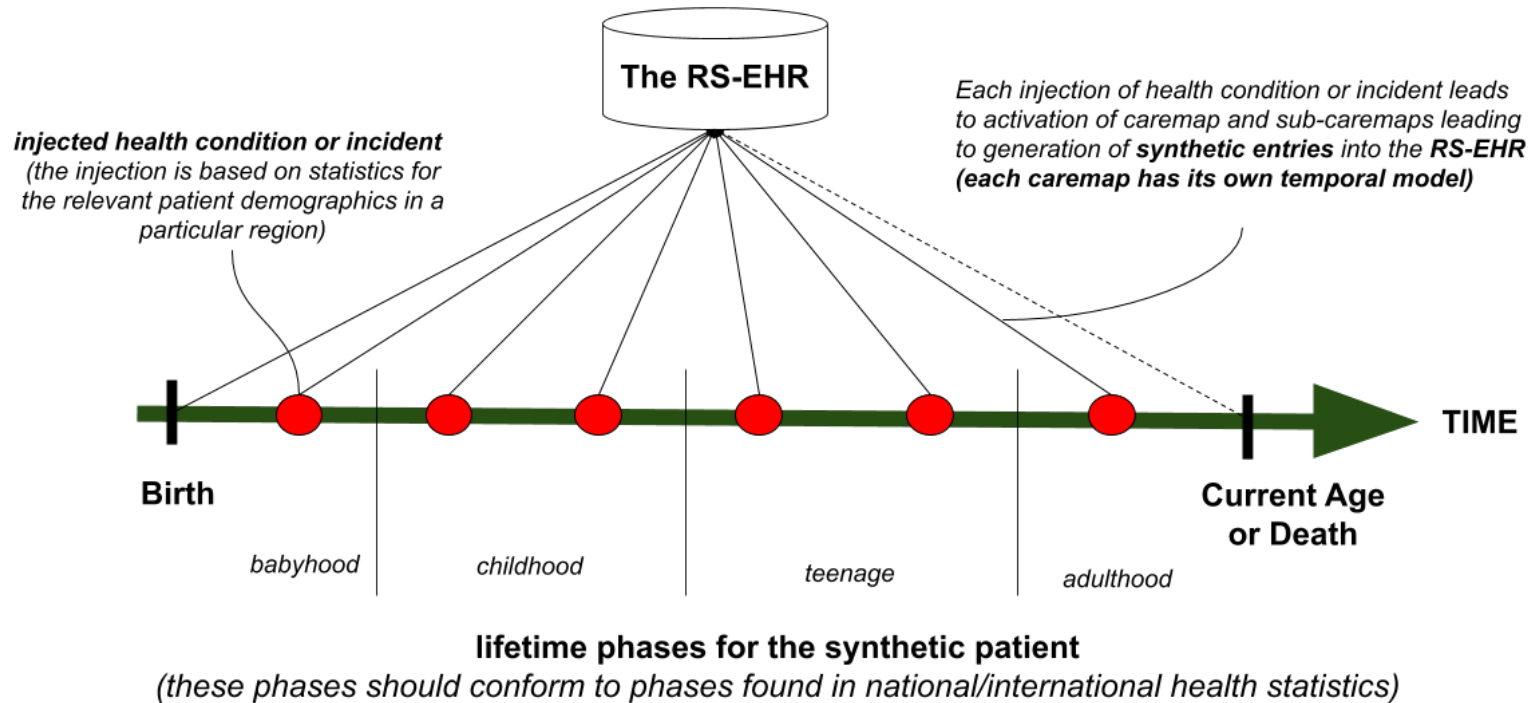 The RS-EHR
injected health condition or incident
(the injection is based on statistics for
the relevant patient demographics in a
particular region)
Each injection of health condition or incident leads
to activation of caremap and sub-caremaps leading
to generation of synthetic entries into the RS-EHR
(each caremap has its own temporal model)
TIME
Birth
Current Age
or Death
babyhood
childhood
teenage
adulthood
lifetime phases for the synthetic patient
(these phases should conform to phases found in national/international health statistics)